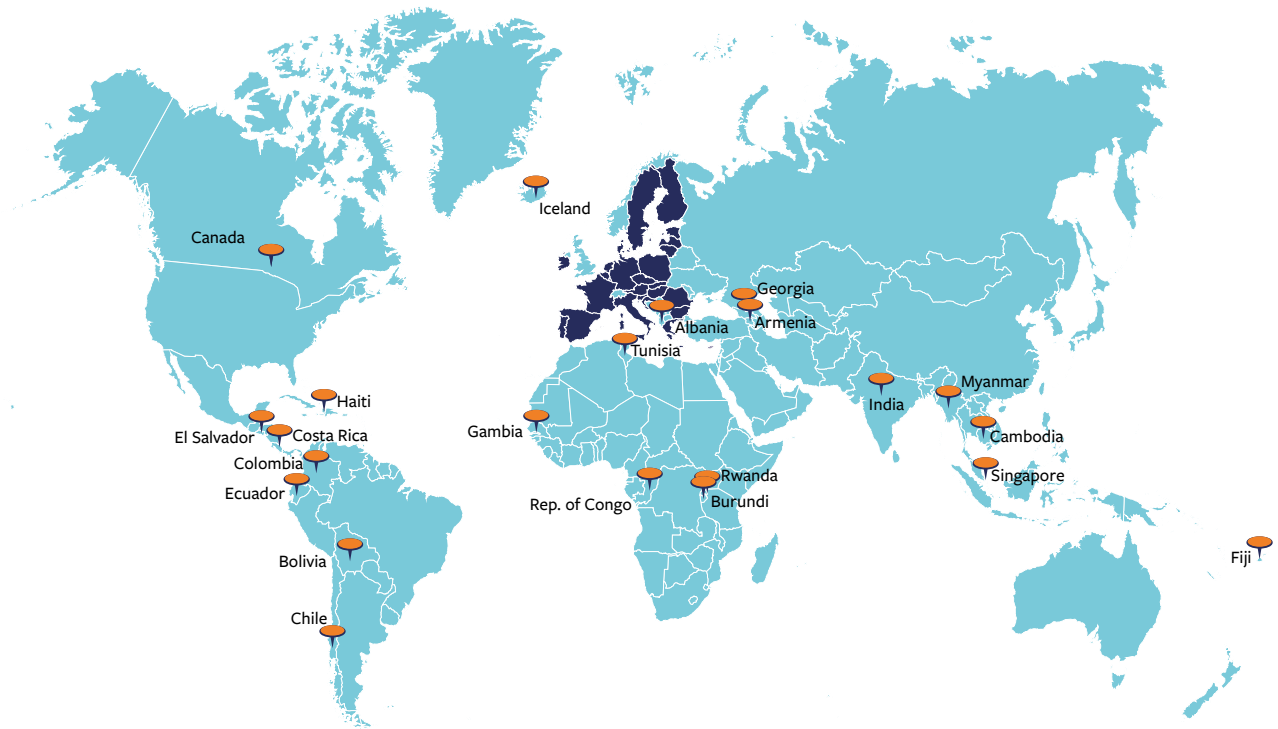 Iceland
Canada
Georgia
Armenia
Albania
Tunisia
Myanmar
India
Haiti
Gambia
El Salvador
Costa Rica
Cambodia
Colombia
Singapore
Rwanda
Ecuador
Burundi
Rep. of Congo
Fiji
Bolivia
Chile